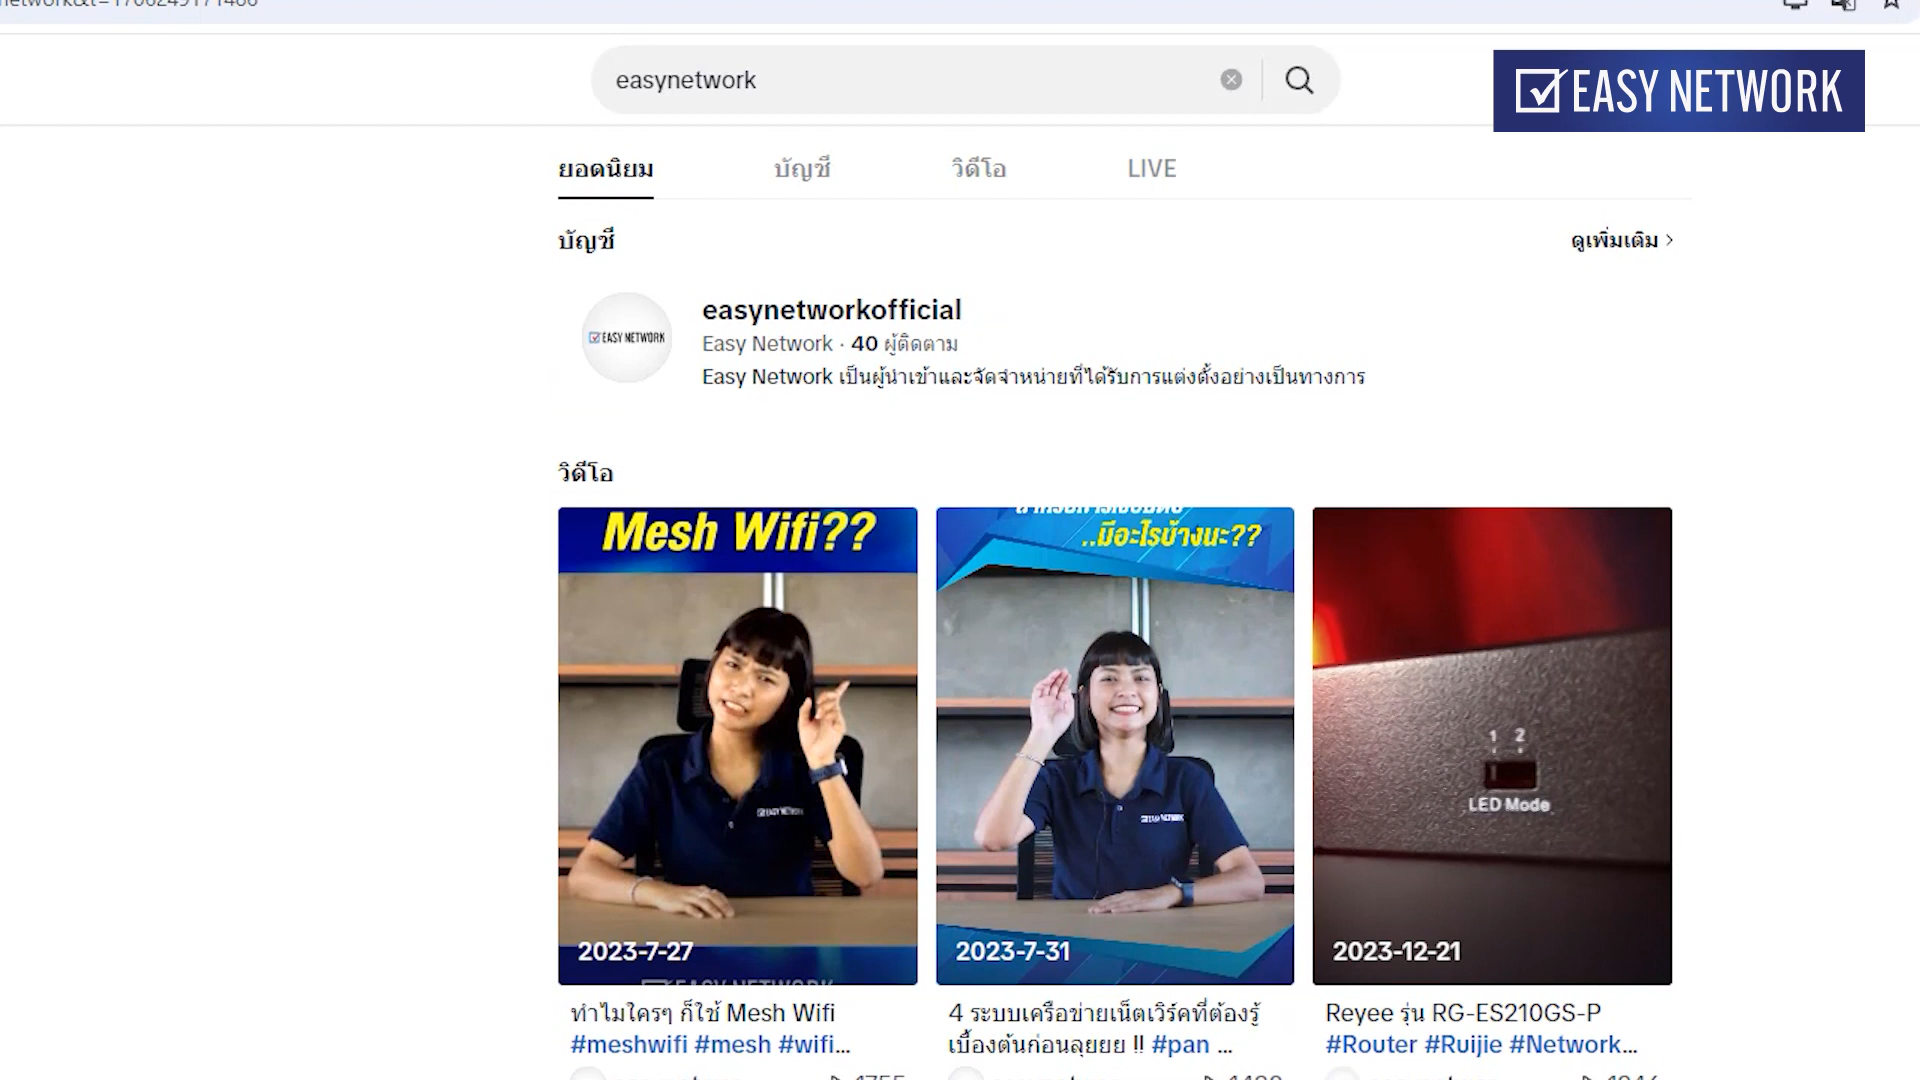 easynetwork
EASY NETWORK
ยอดนิยม
บัญชี
วิดีโอ
LIVE
บัญชี
ดูเพิ่มเติม
EASY NETWORK
easynetworkofficial
Easy Network · 40 ผู้ติดตาม
Easy Network เป็นผู้นำเข้าและจัดจำหน่ายที่ได้รับการแต่งตั้งอย่างเป็นทางการ
วิดีโอ
Mesh Wifi??
EASY NETWORK
2023-7-27
ทำไมใครๆ ก็ใช้ Mesh Wifi
#meshwifi #mesh #wifi...
..มีอะไรบ้างนะ??
EASY NETWORK
2023-7-31
4 ระบบเครือข่ายเน็ตเวิร์คที่ต้องรู้
เบื้องต้นก่อนลุยยย !! #pan ...
1 2
LED Mode
2023-12-21
Reyee รุ่น RG-ES210GS-P
#Router #Ruijie #Network...